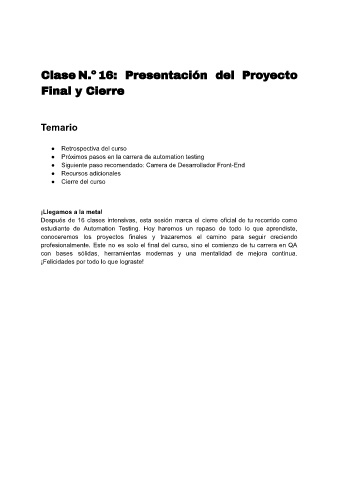 Clase N.º 16: Presentación del Proyecto
Final y Cierre
Temario
● Retrospectiva del curso
● Próximos pasos en la carrera de automation testing
● Siguiente paso recomendado: Carrera de Desarrollador Front-End
● Recursos adicionales
● Cierre del curso
¡Llegamos a la meta!
Después de 16 clases intensivas, esta sesión marca el cierre oficial de tu recorrido como
estudiante de Automation Testing. Hoy haremos un repaso de todo lo que aprendiste,
conoceremos los proyectos finales y trazaremos el camino para seguir creciendo
profesionalmente. Este no es solo el final del curso, sino el comienzo de tu carrera en QA
con bases sólidas, herramientas modernas y una mentalidad de mejora continua.
¡Felicidades por todo lo que lograste!